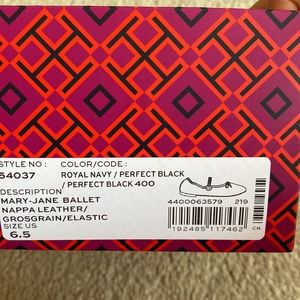 STYLE NO: COLOR/CODE:
54037 ROYAL NAVY / PERFECT BLACK
/ PERFECT BLACK 400
DESCRIPTION
MARY-JANE BALLET
NAPPA LEATHER/
GROSGRAIN/ELASTIC
SIZE US
6.5
4400063579 219
192485 117462 CN